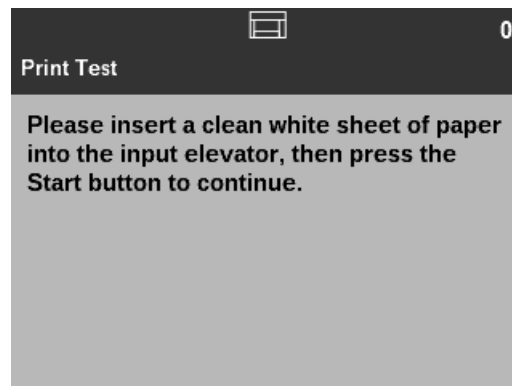 0
Print Test
Please insert a clean white sheet of paper
into the input elevator, then press the
Start button to continue.